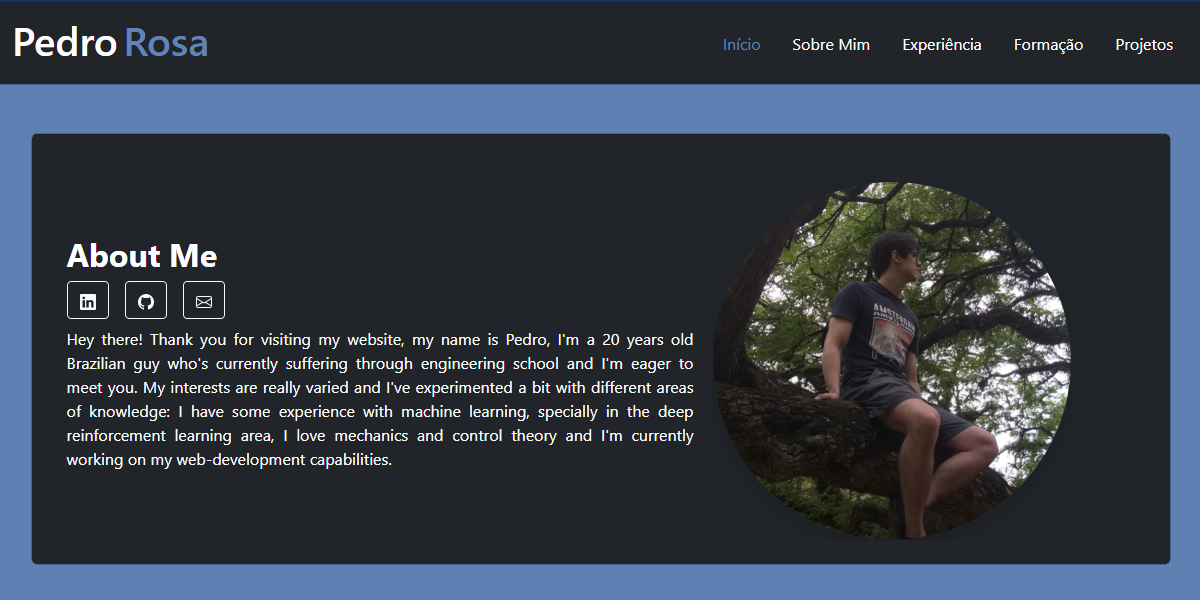 Pedro Rosa
Início Sobre Mim Experiência Formação Projetos
About Me
in
Hey there! Thank you for visiting my website, my name is Pedro, I'm a 20 years old
Brazilian guy who's currently suffering through engineering school and I'm eager to
meet you. My interests are really varied and I've experimented a bit with different areas
of knowledge: I have some experience with machine learning, specially in the deep
reinforcement learning area, I love mechanics and control theory and I'm currently
working on my web-development capabilities.
AMSTERDAM